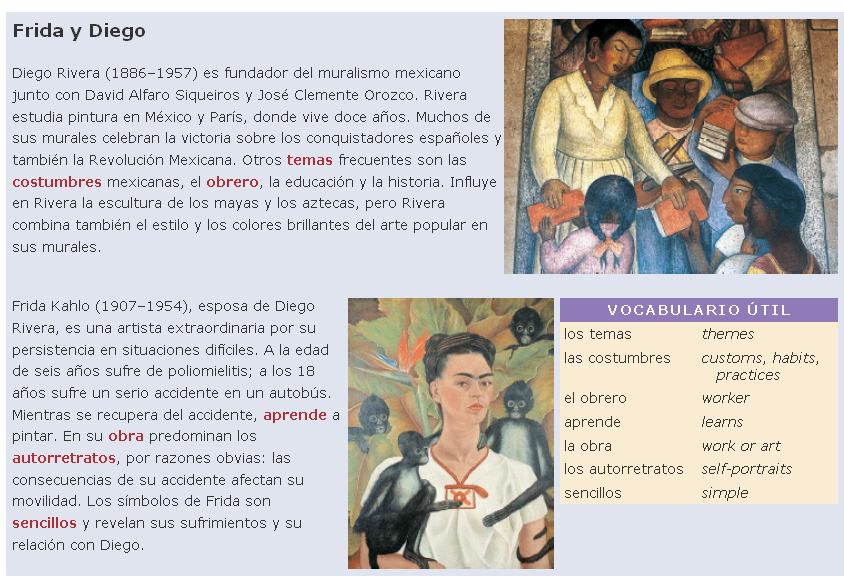 Frida y Diego
Diego Rivera (1886–1957) es fundador del muralismo mexicano
junto con David Alfaro Siqueiros y José Clemente Orozco. Rivera
estudia pintura en México y París, donde vive doce años. Muchos de
sus murales celebran la victoria sobre los conquistadores españoles y
también la Revolución Mexicana. Otros temas frecuentes son las
costumbres mexicanas, el obrero, la educación y la historia. Influye
en Rivera la escultura de los mayas y los aztecas, pero Rivera
combina también el estilo y los colores brillantes del arte popular en
sus murales.
Frida Kahlo (1907–1954), esposa de Diego
Rivera, es una artista extraordinaria por su
persistencia en situaciones difíciles. A la edad
de seis años sufre de poliomielitis; a los 18
años sufre un serio accidente en un autobús.
Mientras se recupera del accidente, aprende a
pintar. En su obra predominan los
autorretratos, por razones obvias: las
consecuencias de su accidente afectan su
movilidad. Los símbolos de Frida son
sencillos y revelan sus sufrimientos y su
relación con Diego.
VOCABULARIO ÚTIL
los temas themes
las costumbres customs, habits,
practices
el obrero worker
aprende learns
la obra work or art
los autorretratos self-portraits
sencillos simple